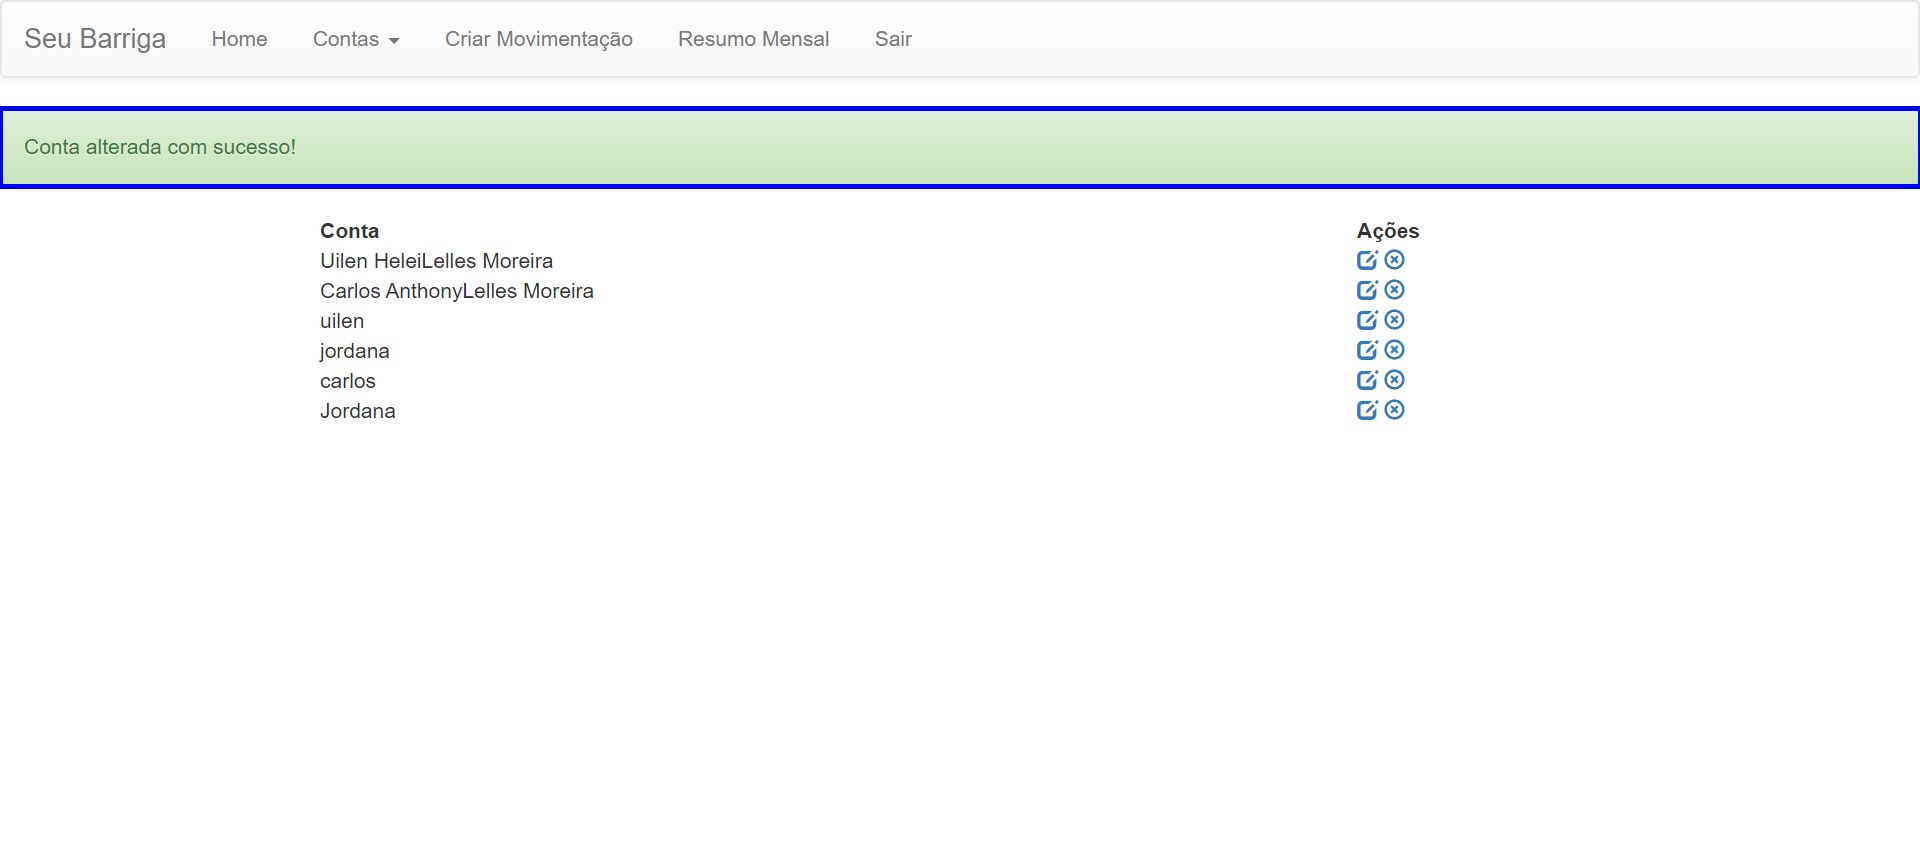 Seu Barriga Home Contas Criar Movimentação Resumo Mensal Sair
Conta alterada com sucesso!
Conta Ações
Uilen HeleiLelles Moreira
Carlos AnthonyLelles Moreira
uilen
jordana
carlos
Jordana